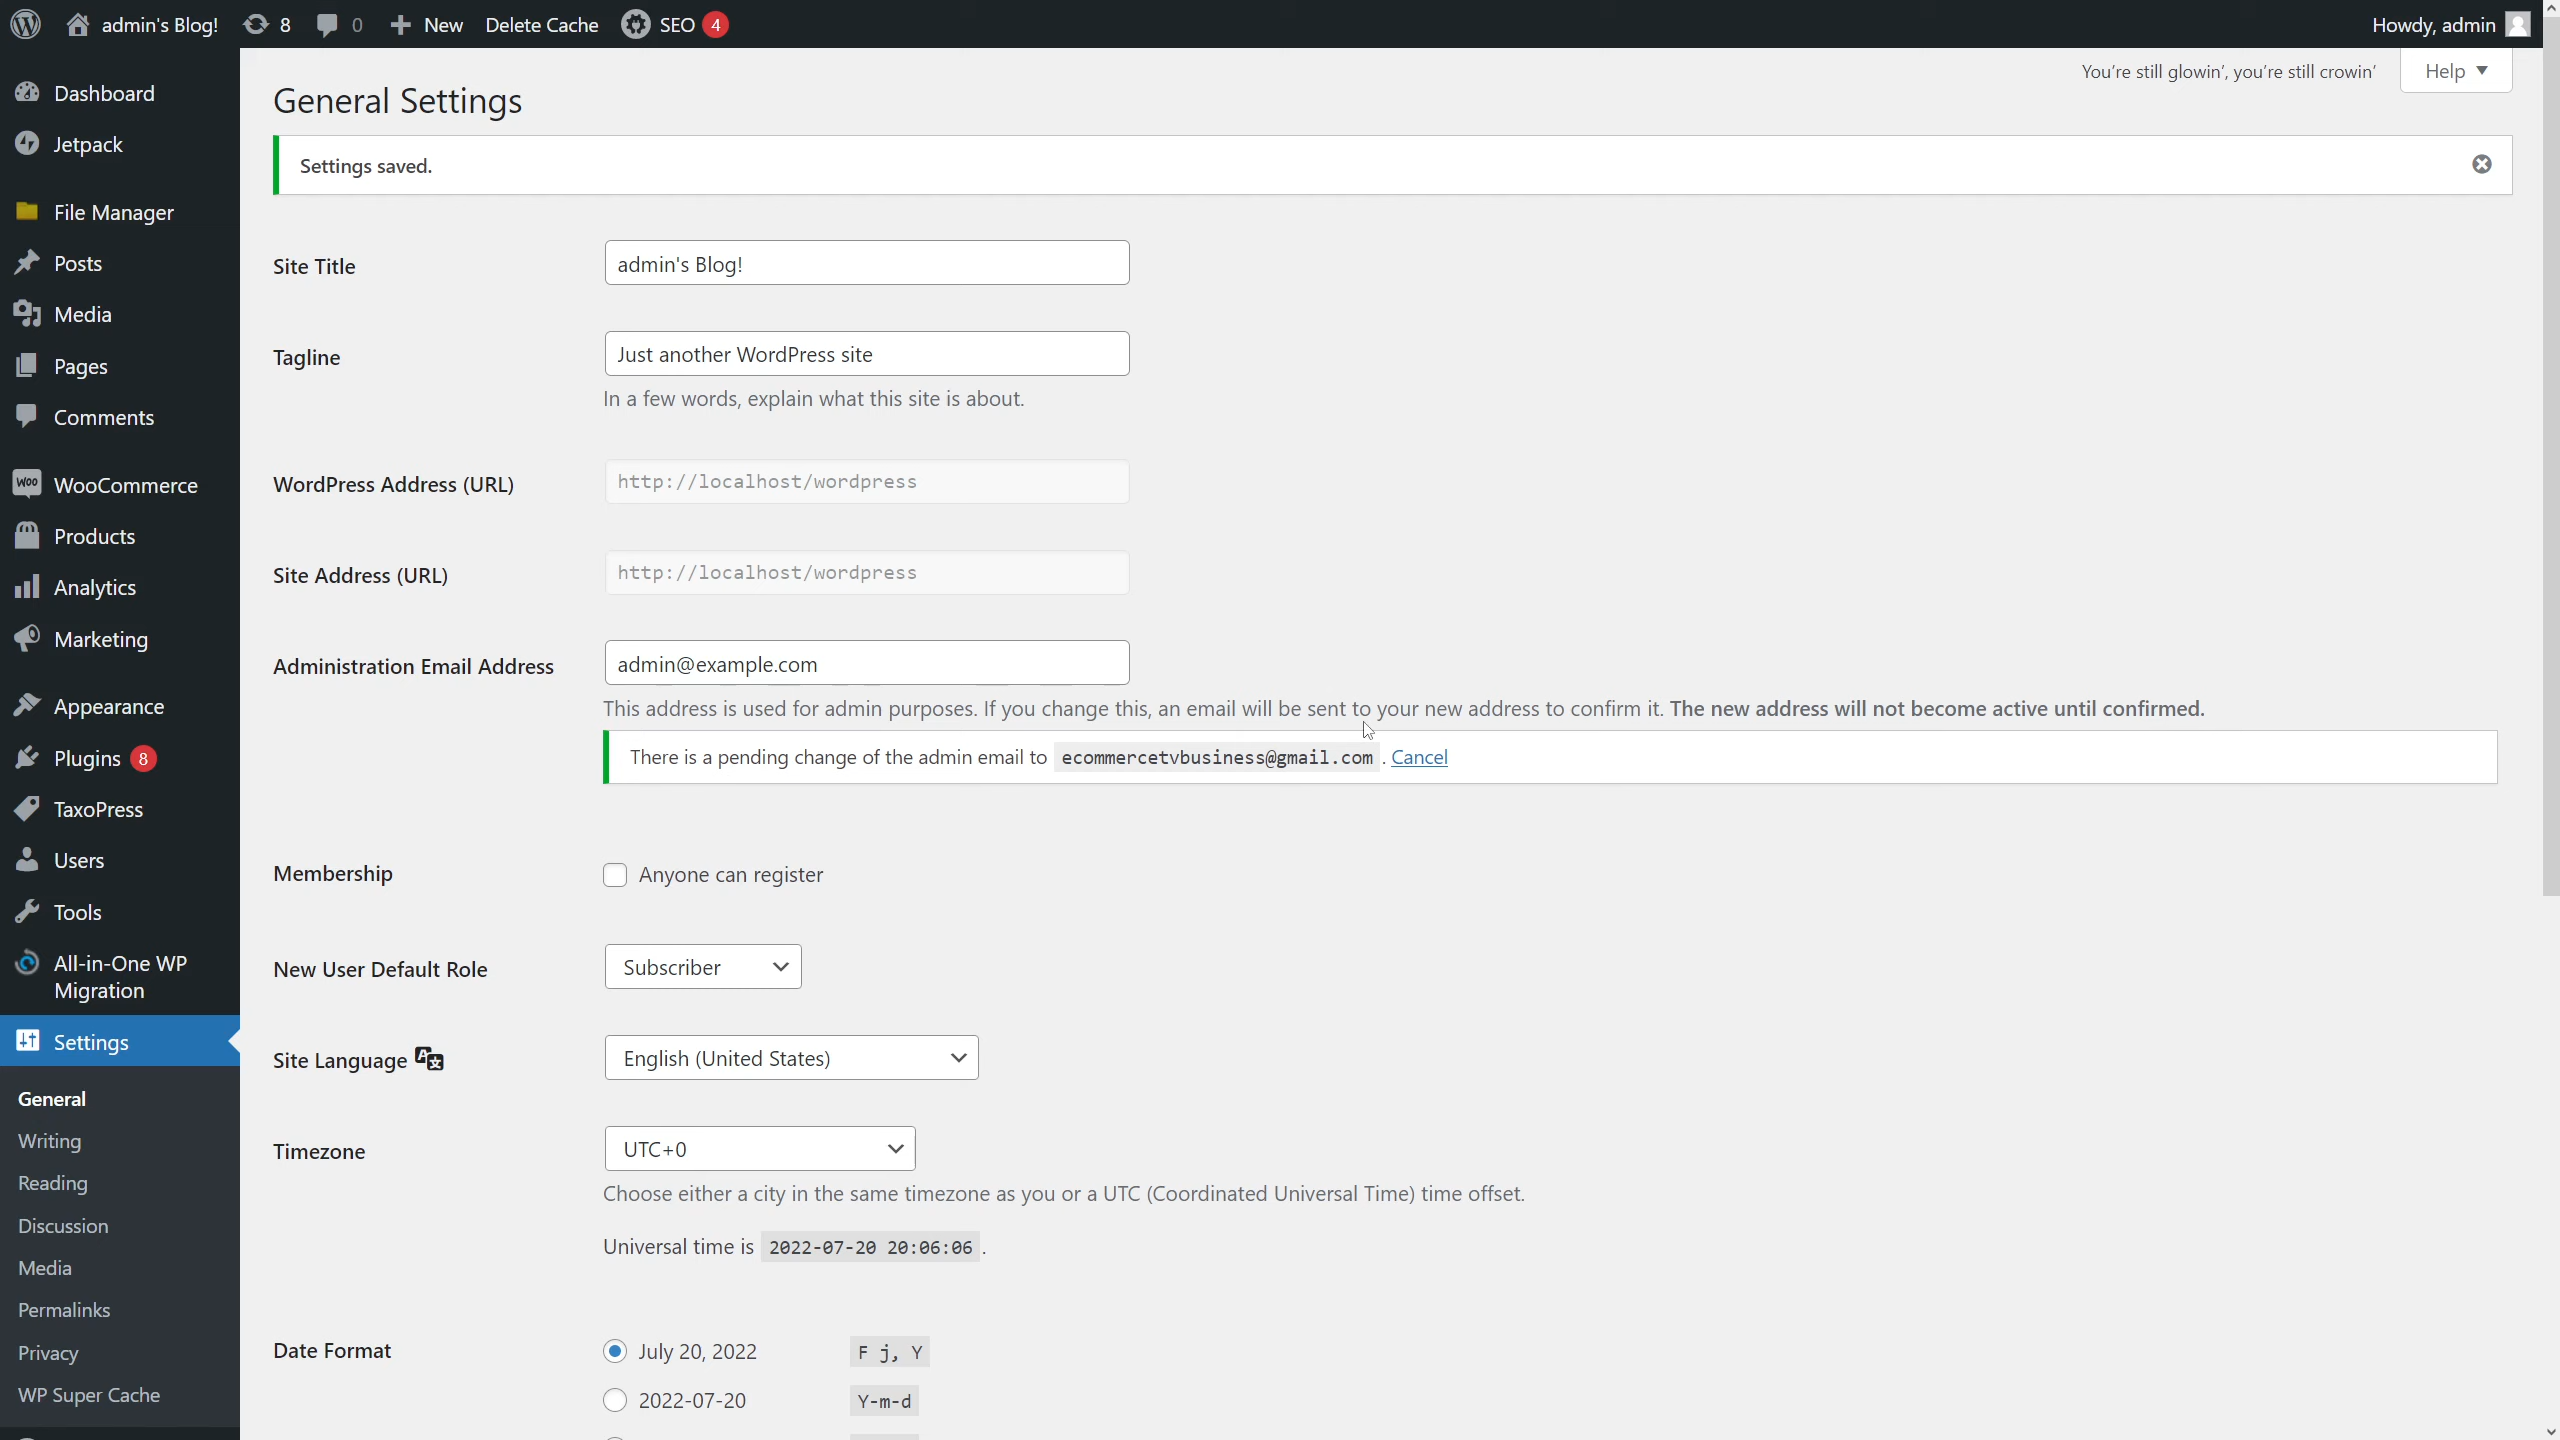 admin's Blog!
8
0
New
Delete Cache
SEO
4
Howdy, admin
Dashboard
Jetpack
File Manager
Posts
Media
Pages
Comments
WOO
WooCommerce
Products
Analytics
Marketing
Appearance
Plugins
8
TaxoPress
Users
Tools
All-in-One WP
Migration
Settings
General
Writing
Reading
Discussion
Media
Permalinks
Privacy
WP Super Cache
You're still glowin', you're still crowin'
Help
General Settings
Settings saved.
Site Title
admin's Blog!
Tagline
Just another WordPress site
In a few words, explain what this site is about.
WordPress Address (URL)
http://localhost/wordpress
Site Address (URL)
http://localhost/wordpress
Administration Email Address
admin@example.com
This address is used for admin purposes. If you change this, an email will be sent to your new address to confirm it. The new address will not become active until confirmed.
There is a pending change of the admin email to ecommercetvbusiness@gmail.com . Cancel
Membership
Anyone can register
New User Default Role
Subscriber
Site Language
English (United States)
Timezone
UTC+0
Choose either a city in the same timezone as you or a UTC (Coordinated Universal Time) time offset.
Universal time is 2022-07-20 20:06:06 .
Date Format
July 20, 2022
F j, Y
2022-07-20
Y-m-d